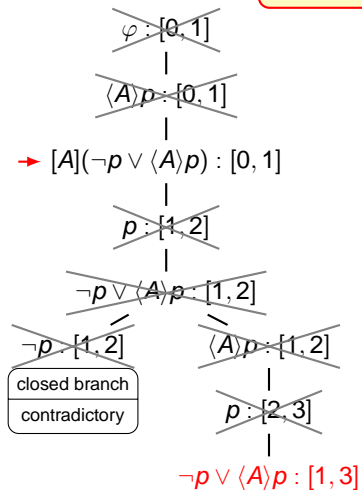 φ : [0, 1]
⟨A⟩p : [0, 1]
[A](¬p ∨ ⟨A⟩p) : [0, 1]
p : [1, 2]
¬p ∨ ⟨A⟩p : [1, 2]
¬p : [1, 2] ⟨A⟩p : [1, 2]
closed branch
contradictory
p : [2, 3]
¬p ∨ ⟨A⟩p : [1, 3]